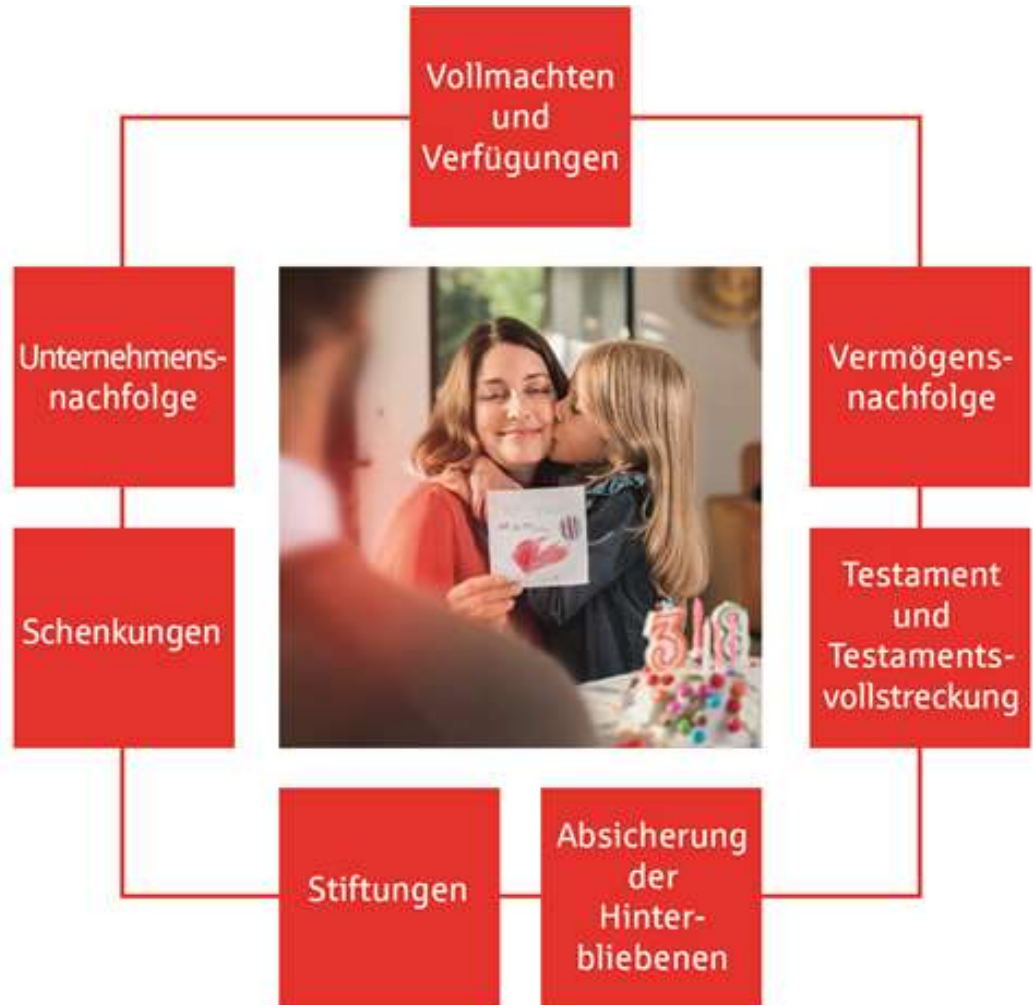 Vollmachten
und
Verfügungen
Unternehmens-
nachfolge
Vermögens-
nachfolge
Schenkungen
Testament
und
Testaments-
vollstreckung
Stiftungen
Absicherung
der
Hinter-
bliebenen